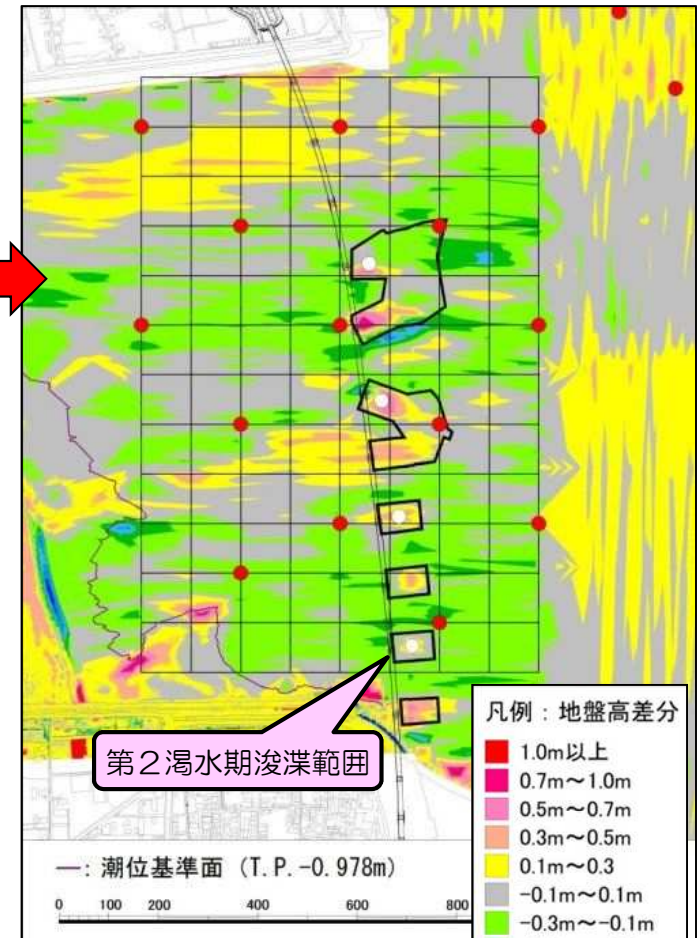 第2渇水期浚渫範囲
凡例：地盤高差分
1.0m以上
0.7m～1.0m
0.5m～0.7m
0.3m～0.5m
0.1m～0.3
-0.1m～0.1m
-0.3m～-0.1m
―: 潮位基準面 (T.P.-0.978m)
0 100 200 400 600 800